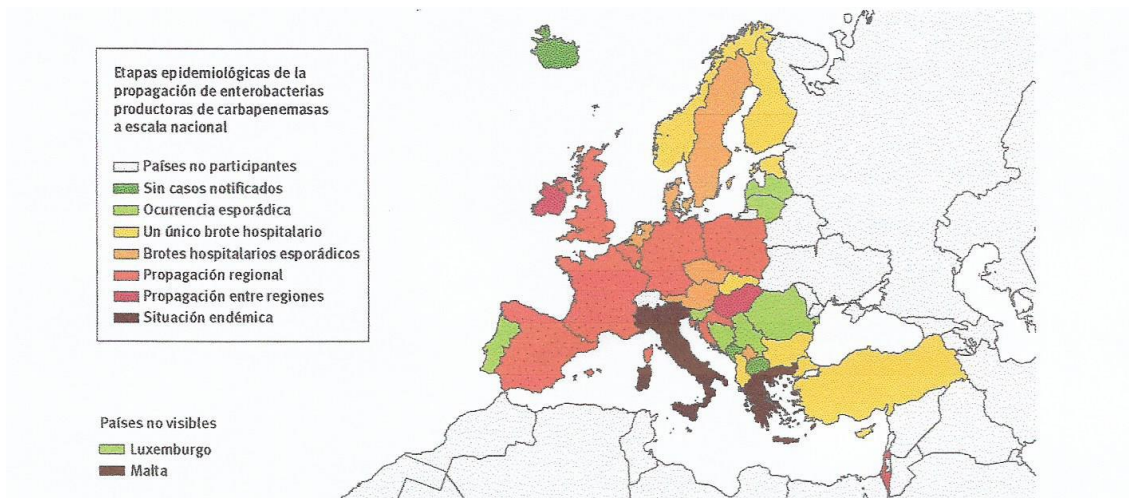 Etapas epidemiológicas de la
propagación de enterobacterias
productoras de carbapenemasas
a escala nacional
Países no participantes
Sin casos notificados
Ocurrencia esporádica
Un único brote hospitalario
Brotes hospitalarios esporádicos
Propagación regional
Propagación entre regiones
Situación endémica
Países no visibles
Luxemburgo
Malta